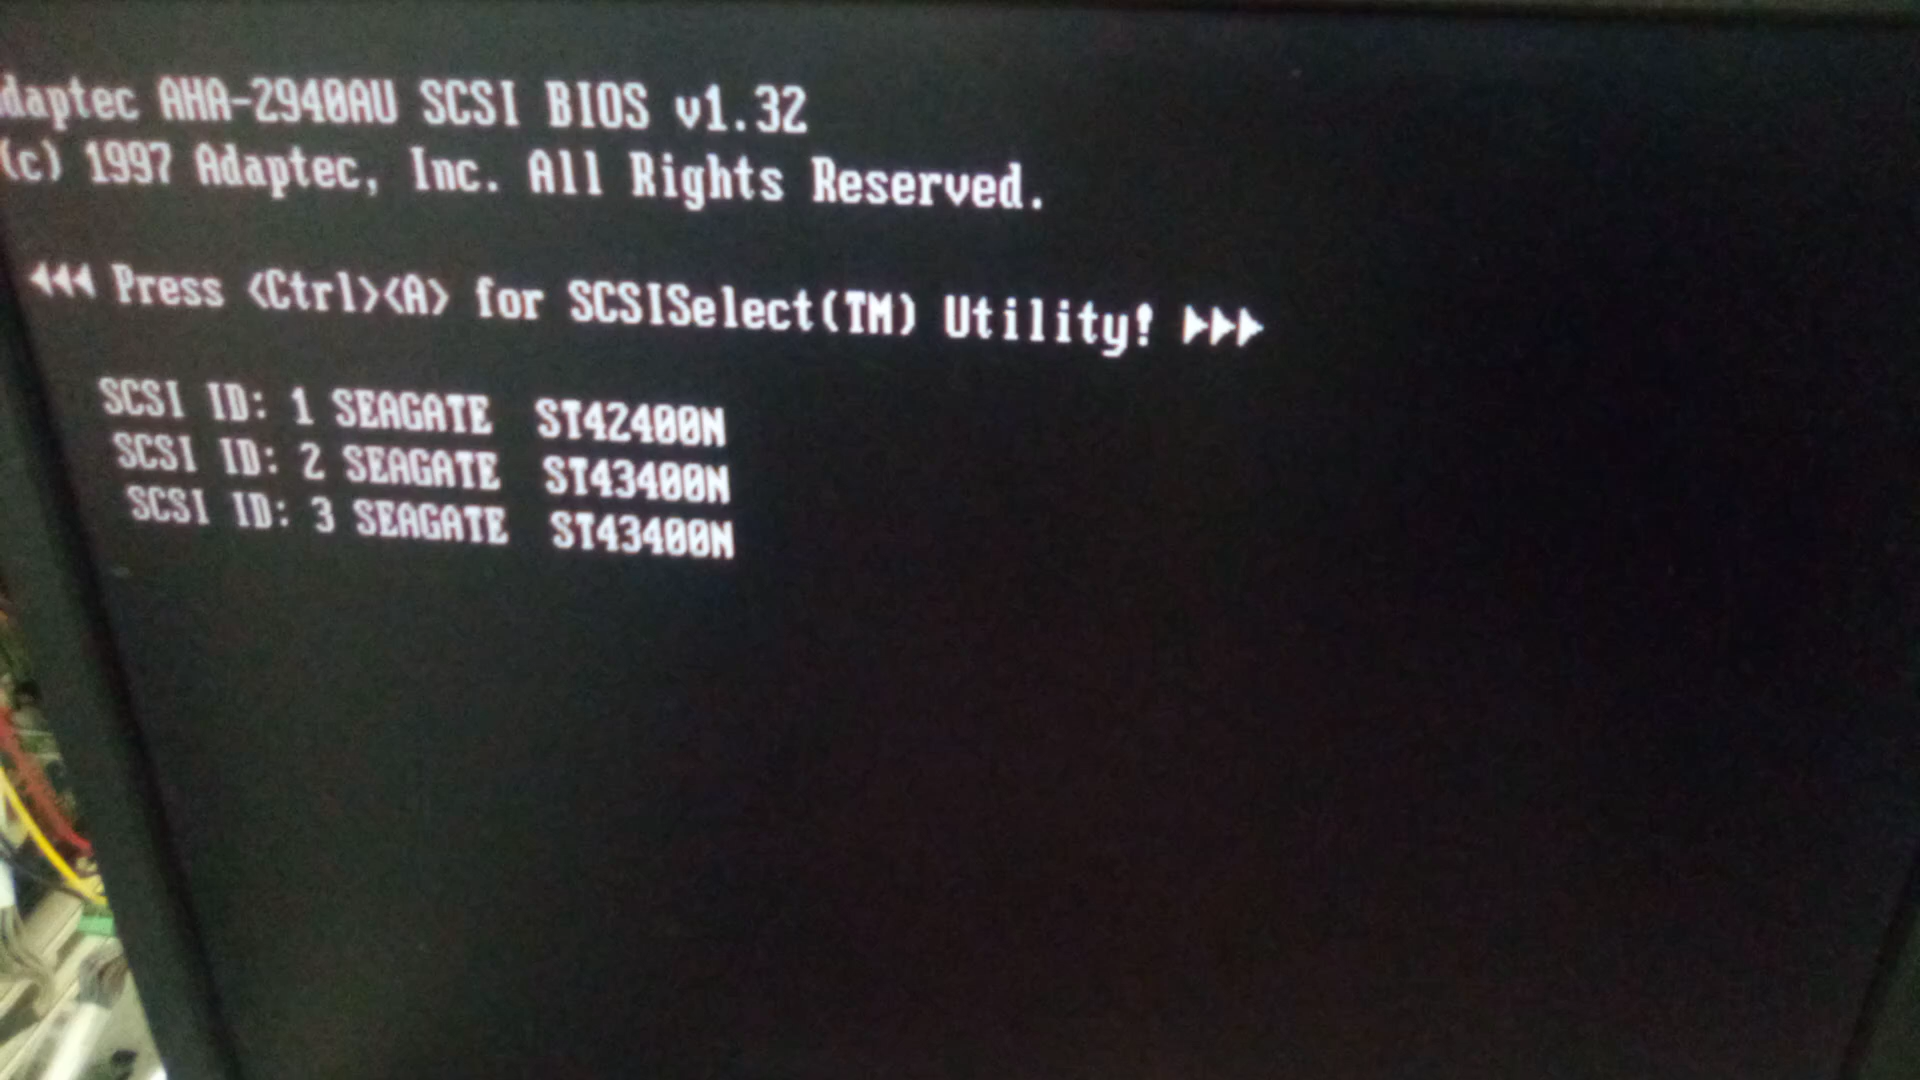 daptec AHA-2940AU SCSI BIOS v1.32
(c) 1997 Adaptec, Inc. All Rights Reserved.
◄◄◄ Press <Ctrl><A> for SCSISelect(TM) Utility! ►►►
SCSI ID: 1 SEAGATE ST42400N
SCSI ID: 2 SEAGATE ST43400N
SCSI ID: 3 SEAGATE ST43400N